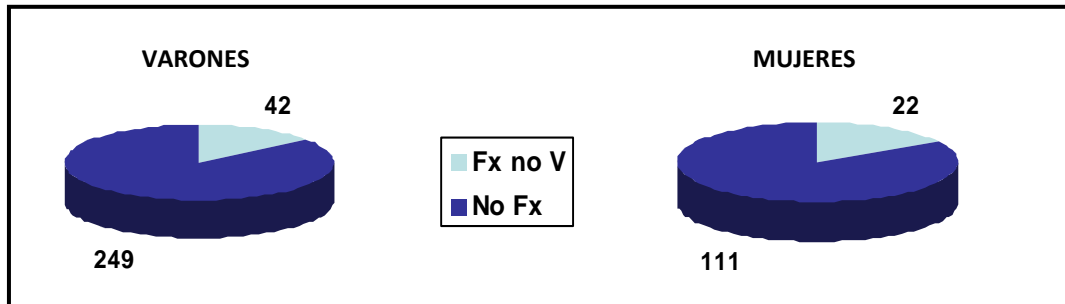 VARONES
42
249
Fx no V
No Fx
MUJERES
22
111